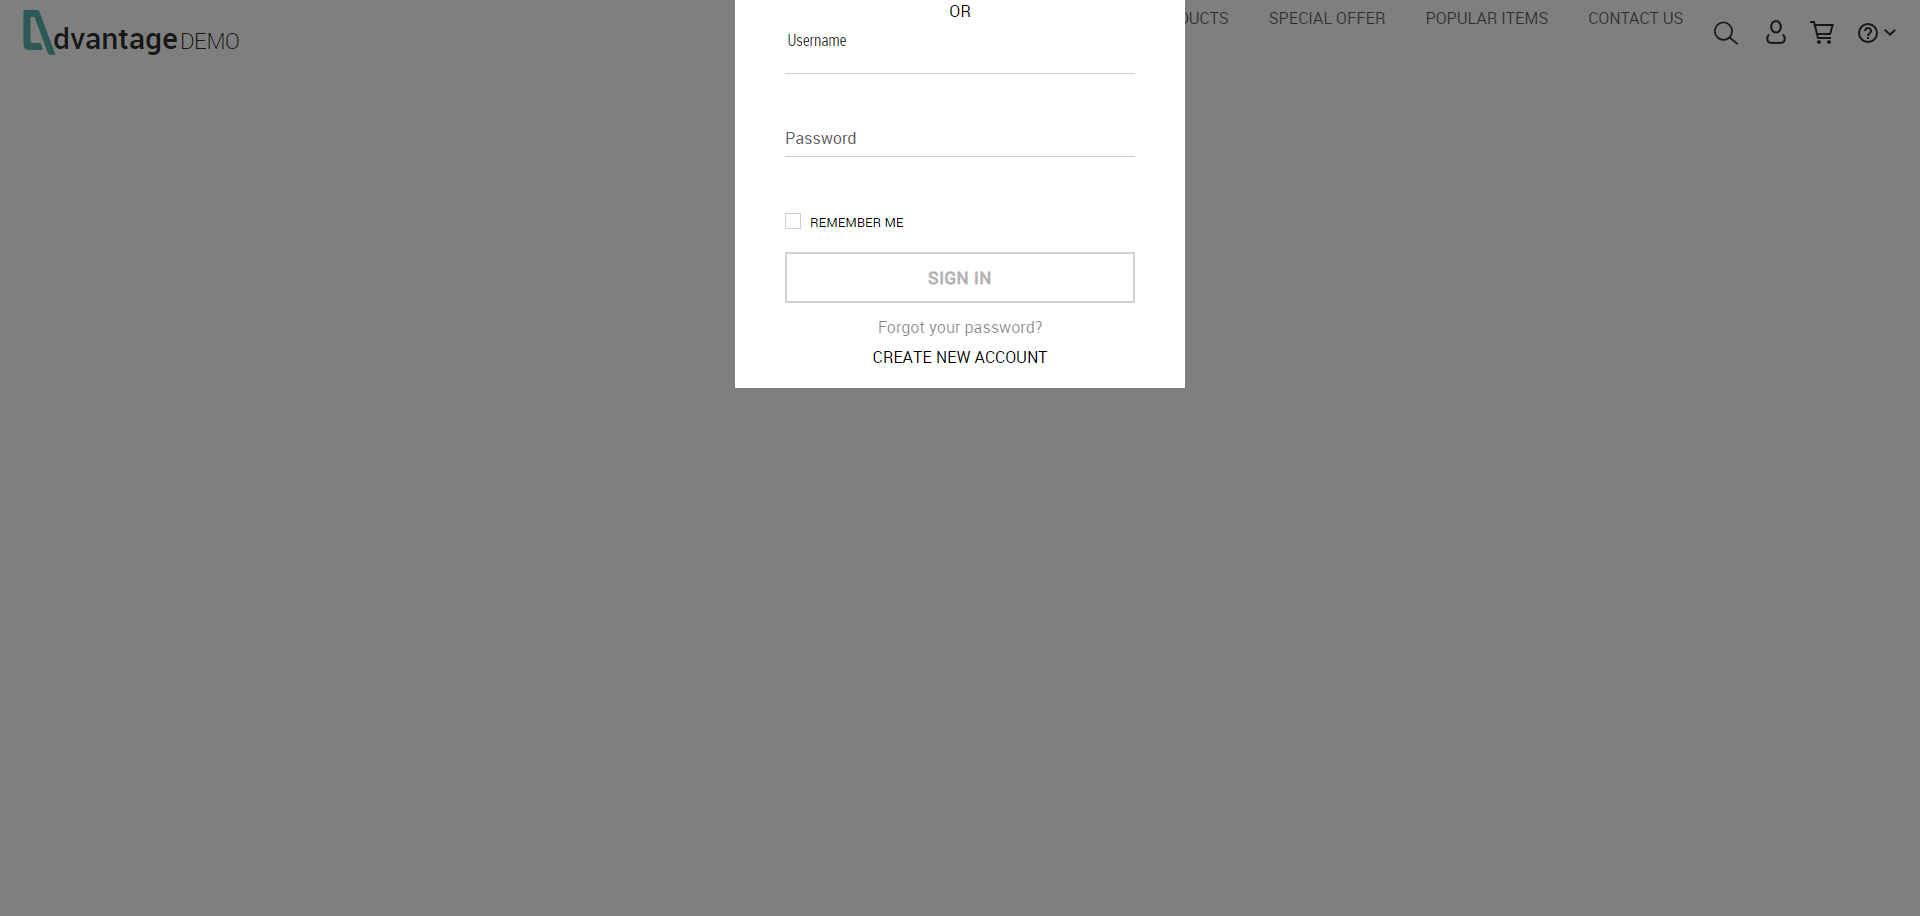 dvantage DEMO
UCTS SPECIAL OFFER POPULAR ITEMS CONTACT US
OR
Username
Password
REMEMBER ME
SIGN IN
Forgot your password?
CREATE NEW ACCOUNT